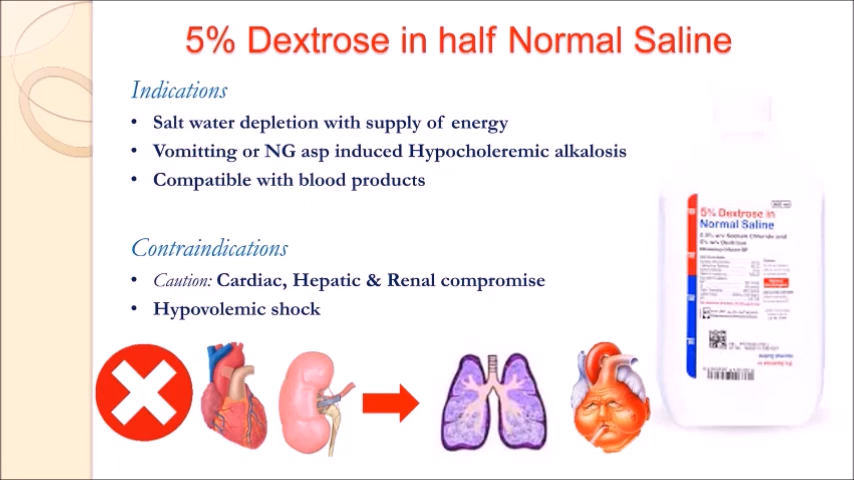 5% Dextrose in half Normal Saline
Indications
• Salt water depletion with supply of energy
• Vomitting or NG asp induced Hypocholeremic alkalosis
• Compatible with blood products
Contraindications
• Caution: Cardiac, Hepatic & Renal compromise
• Hypovolemic shock
5% Dextrose in
Normal Saline